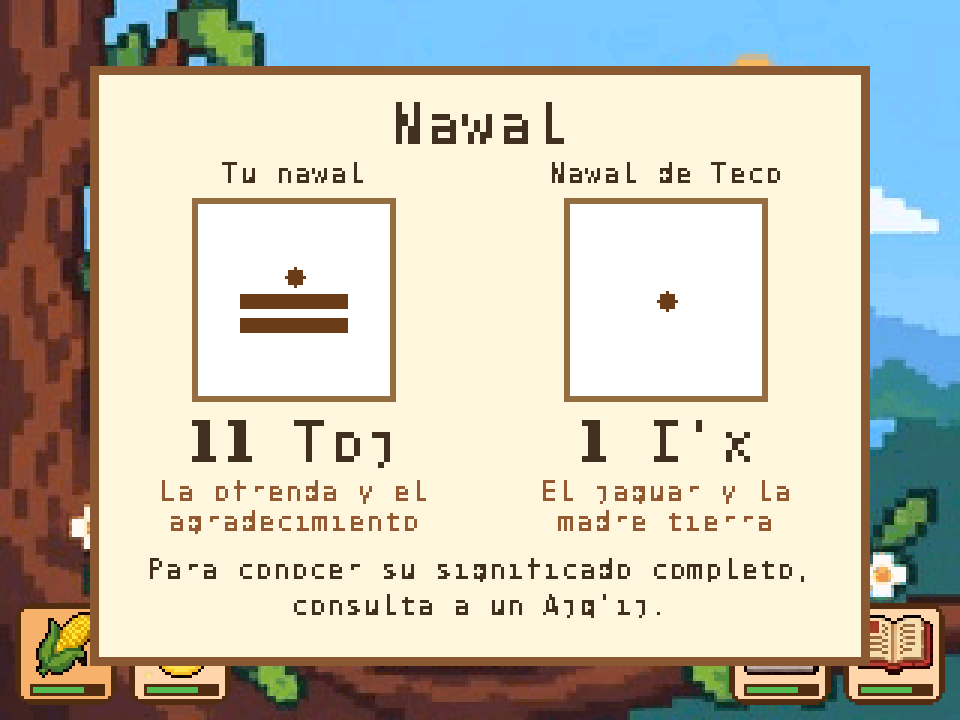 Nawal
Tu nawal
Nawal de Teco
11 Toj
1 I'x
La ofrenda y el
agradecimiento
El jaguar y la
madre tierra
Para conocer su significado completo,
consulta a un Ajq'ij.